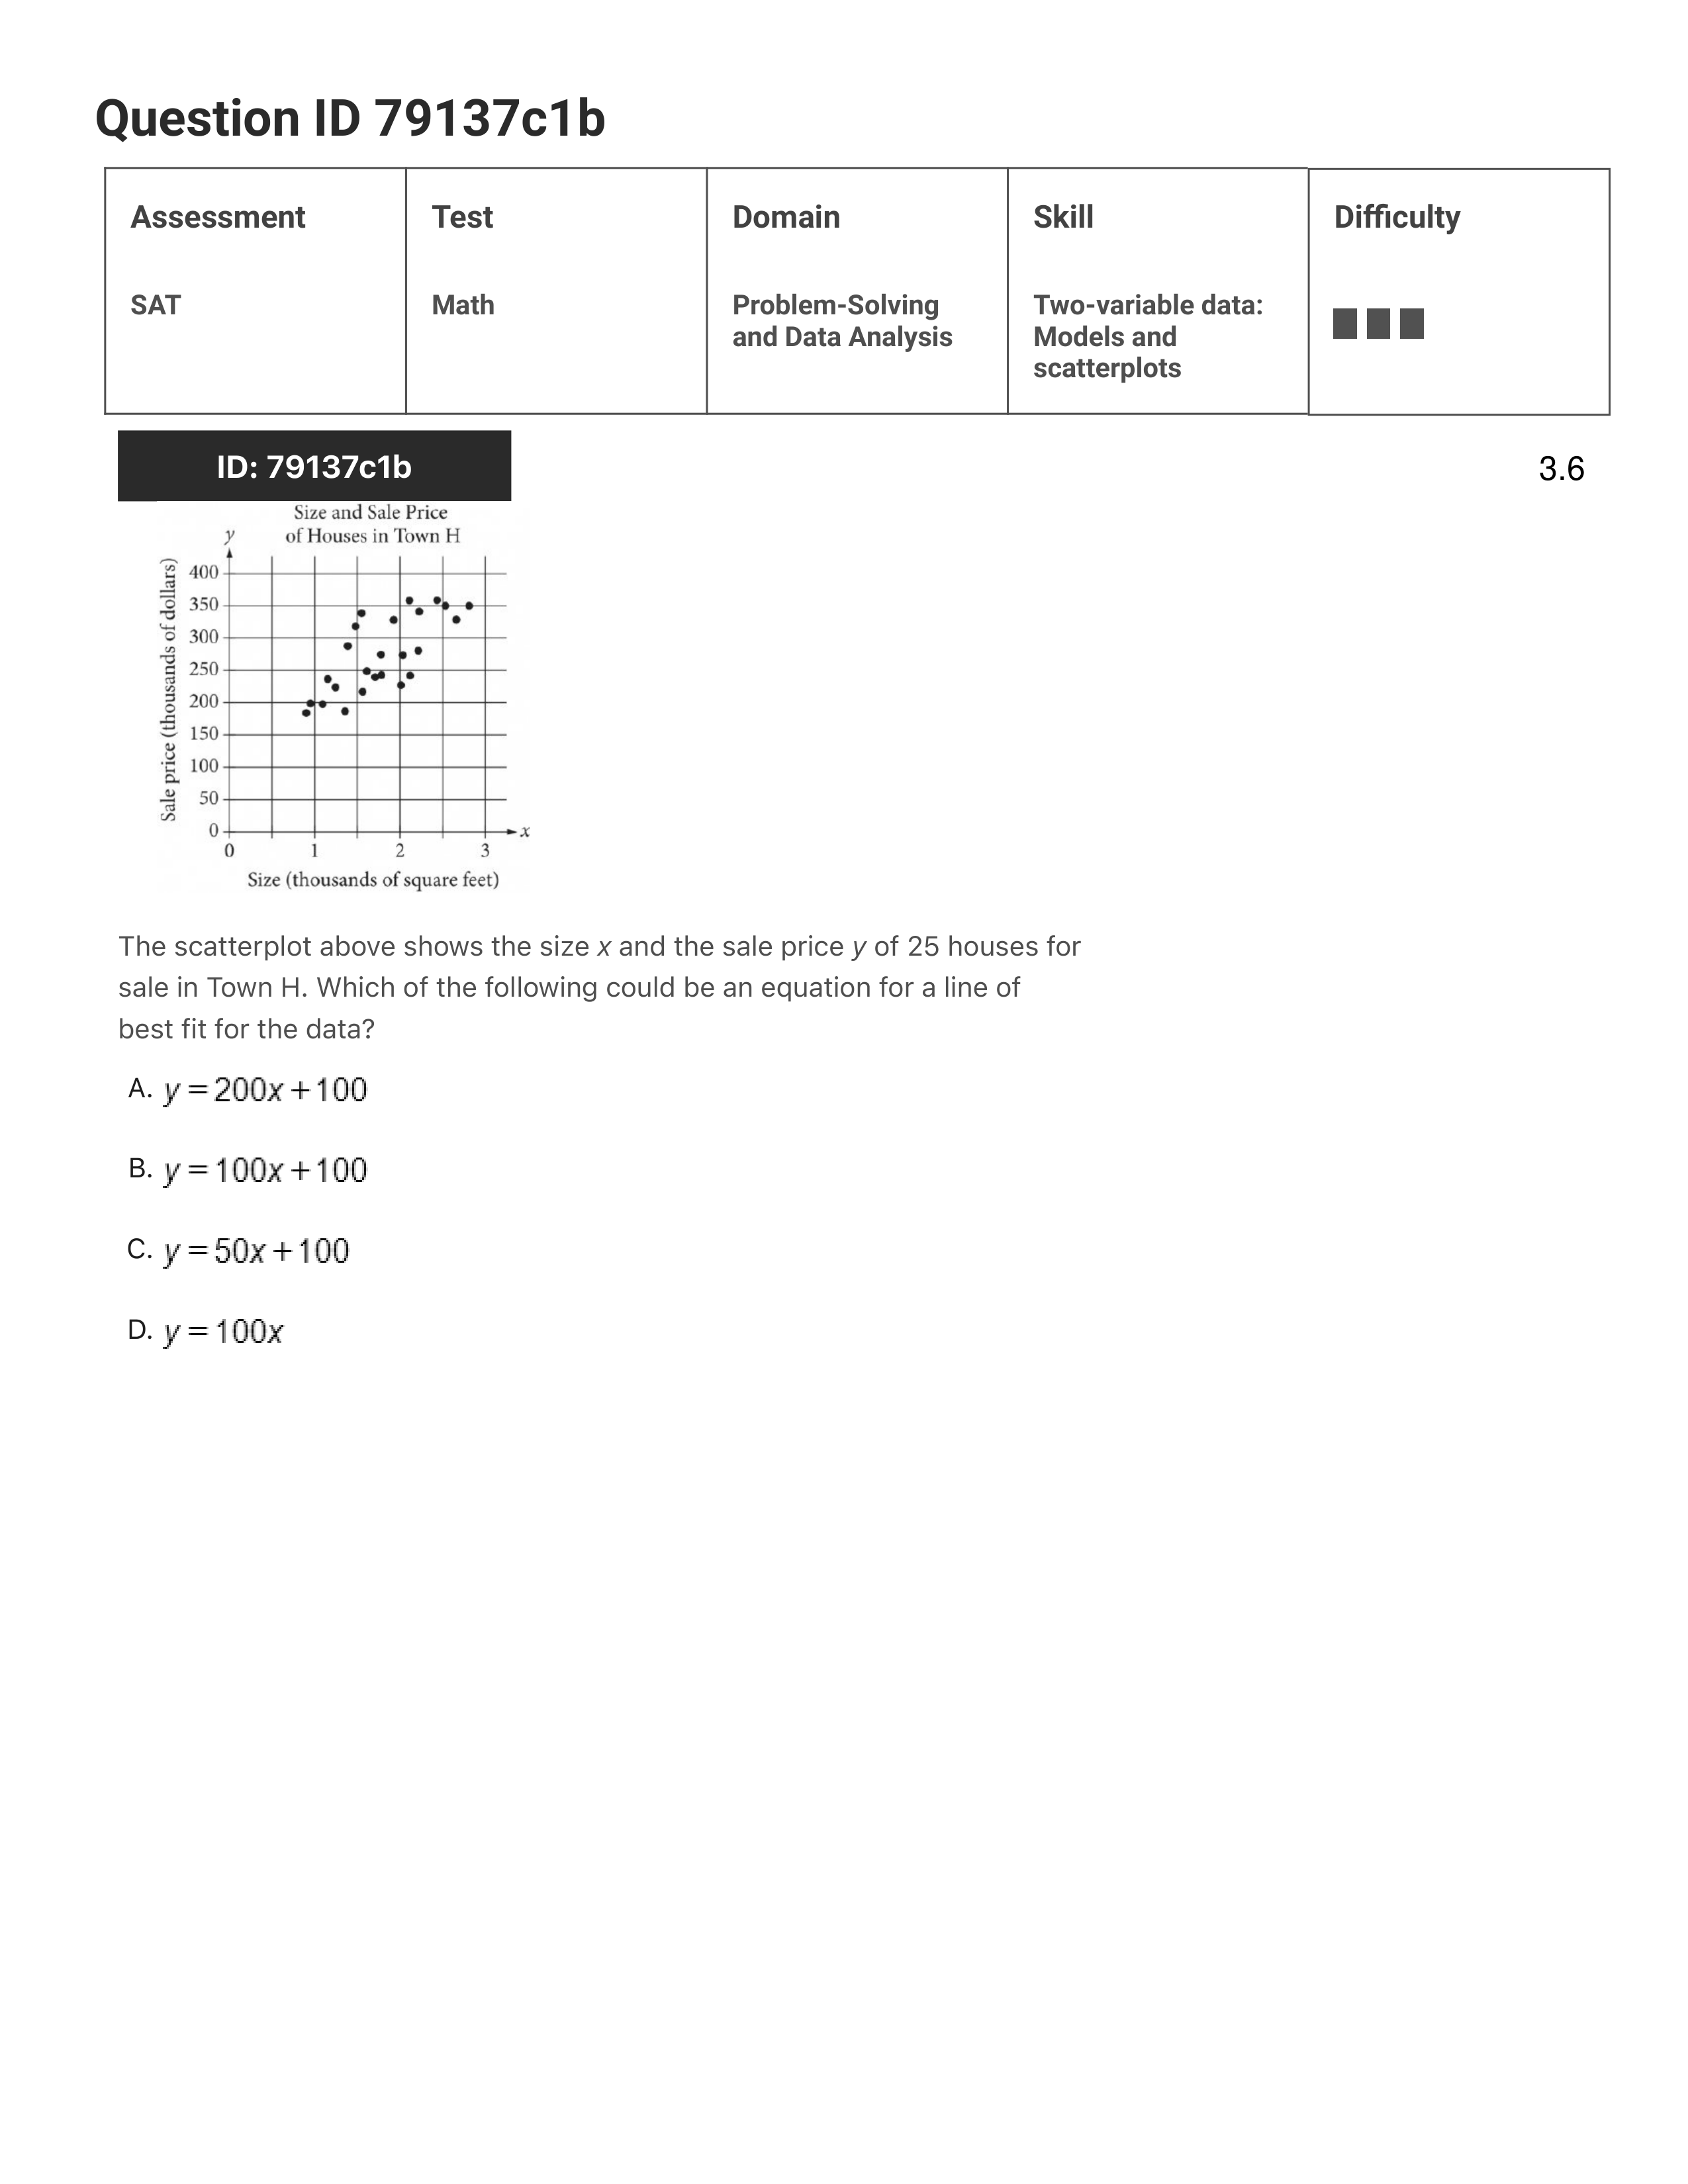 Question ID 79137c1b
Assessment
Test
Domain
Skill
Difficulty
SAT
Math
Problem-Solving
and Data Analysis
Two-variable data:
Models and
scatterplots
ID: 79137c1b
3.6
Size and Sale Price
of Houses in Town H
y
Sale price (thousands of dollars)
400
350
300
250
200
150
100
50
0
x
0 1 2 3
Size (thousands of square feet)
The scatterplot above shows the size x and the sale price y of 25 houses for
sale in Town H. Which of the following could be an equation for a line of
best fit for the data?
A. y = 200x + 100
B. y = 100x + 100
C. y = 50x + 100
D. y = 100x